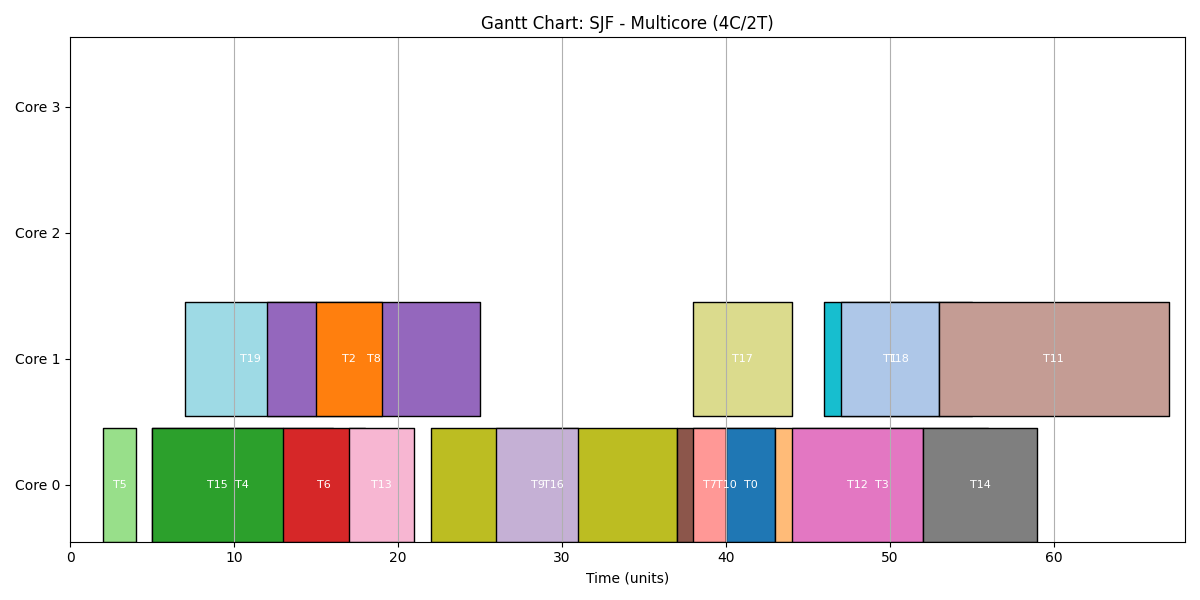 Gantt Chart: SJF - Multicore (4C/2T)
Core 3
Core 2
Core 1
T19
T2
T8
T17
T18
T11
Core 0
T5
T15
T4
T6
T13
T9
T16
T7
T10
T0
T12
T3
T14
0 10 20 30 40 50 60
Time (units)